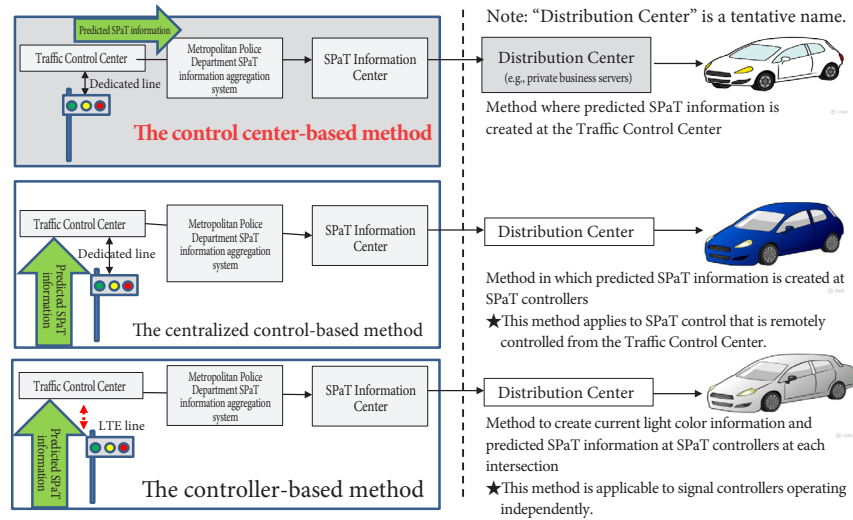 Predicted SPaT information
Note: “Distribution Center” is a tentative name.
Traffic Control Center
Metropolitan Police
Department SPaT
information aggregation
system
SPaT Information
Center
Distribution Center
(e.g., private business servers)
Dedicated line
The control center-based method
Method where predicted SPaT information is
created at the Traffic Control Center
Traffic Control Center
Metropolitan Police
Department SPaT
information aggregation
system
SPaT Information
Center
Distribution Center
Dedicated line
Predicted SPaT
information
The centralized control-based method
Method in which predicted SPaT information is created at
SPaT controllers
★This method applies to SPaT control that is remotely
controlled from the Traffic Control Center.
Traffic Control Center
Metropolitan Police
Department SPaT
information aggregation
system
SPaT Information
Center
Distribution Center
LTE line
Predicted SPaT
information
The controller-based method
Method to create current light color information and
predicted SPaT information at SPaT controllers at each
intersection
★This method is applicable to signal controllers operating
independently.